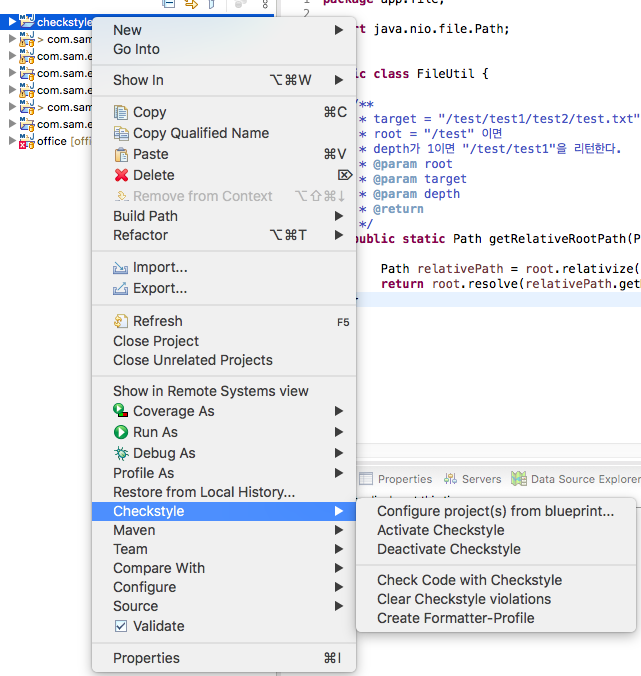 package app.file;
2
checkstyle
> com.sam
com.sam.e
com.sam.e
com.sam.e
> com.sam
com.sam.e
office [offi
New
Go Into
Show In ⌥⌘W
Copy ⌘C
Copy Qualified Name
Paste ⌘V
Delete ⌦
Remove from Context ⌥⇧⌘↓
Build Path
Refactor ⌥⌘T
Import...
Export...
Refresh F5
Close Project
Close Unrelated Projects
Show in Remote Systems view
Coverage As
Run As
Debug As
Profile As
Restore from Local History...
Checkstyle
Maven
Team
Compare With
Configure
Source
Validate
Properties ⌘I
rt java.nio.file.Path;
ic class FileUtil {
/**
* target = "/test/test1/test2/test.txt"
* root = "/test" 이면
* depth가 1이면 "/test/test1"을 리턴한다.
* @param root
* @param target
* @param depth
* @return
*/
public static Path getRelativeRootPath(P
Path relativePath = root.relativize(
return root.resolve(relativePath.get
Properties Servers Data Source Explorer
Configure project(s) from blueprint...
Activate Checkstyle
Deactivate Checkstyle
Check Code with Checkstyle
Clear Checkstyle violations
Create Formatter-Profile